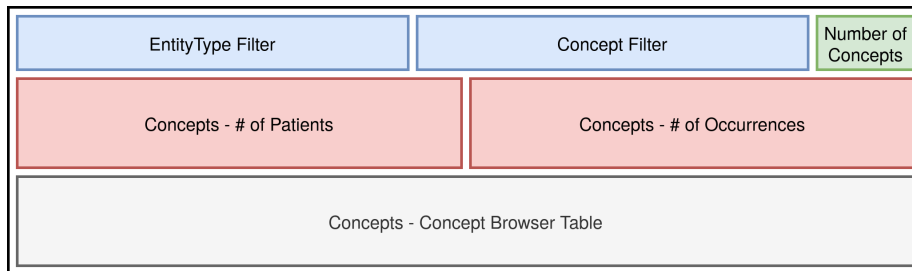 EntityType Filter
Concept Filter
Number of
Concepts
Concepts - # of Patients
Concepts - # of Occurrences
Concepts - Concept Browser Table